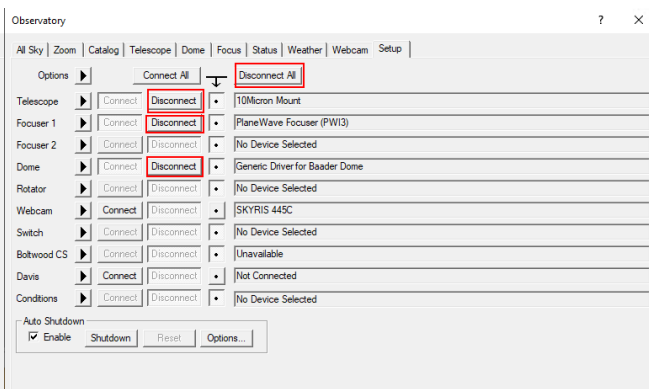 Observatory ? ×
All Sky Zoom Catalog Telescope Dome Focus Status Weather Webcam Setup
Options Connect All Disconnect All
Telescope Connect Disconnect 10Micron Mount
Focuser 1 Connect Disconnect PlaneWave Focuser (PWI3)
Focuser 2 Connect Disconnect No Device Selected
Dome Connect Disconnect Generic Driver for Baader Dome
Rotator Connect Disconnect No Device Selected
Webcam Connect Disconnect SKYRIS 445C
Switch Connect Disconnect No Device Selected
Boltwood CS Connect Disconnect Unavailable
Davis Connect Disconnect Not Connected
Conditions Connect Disconnect No Device Selected
Auto Shutdown
Enable Shutdown Reset Options...